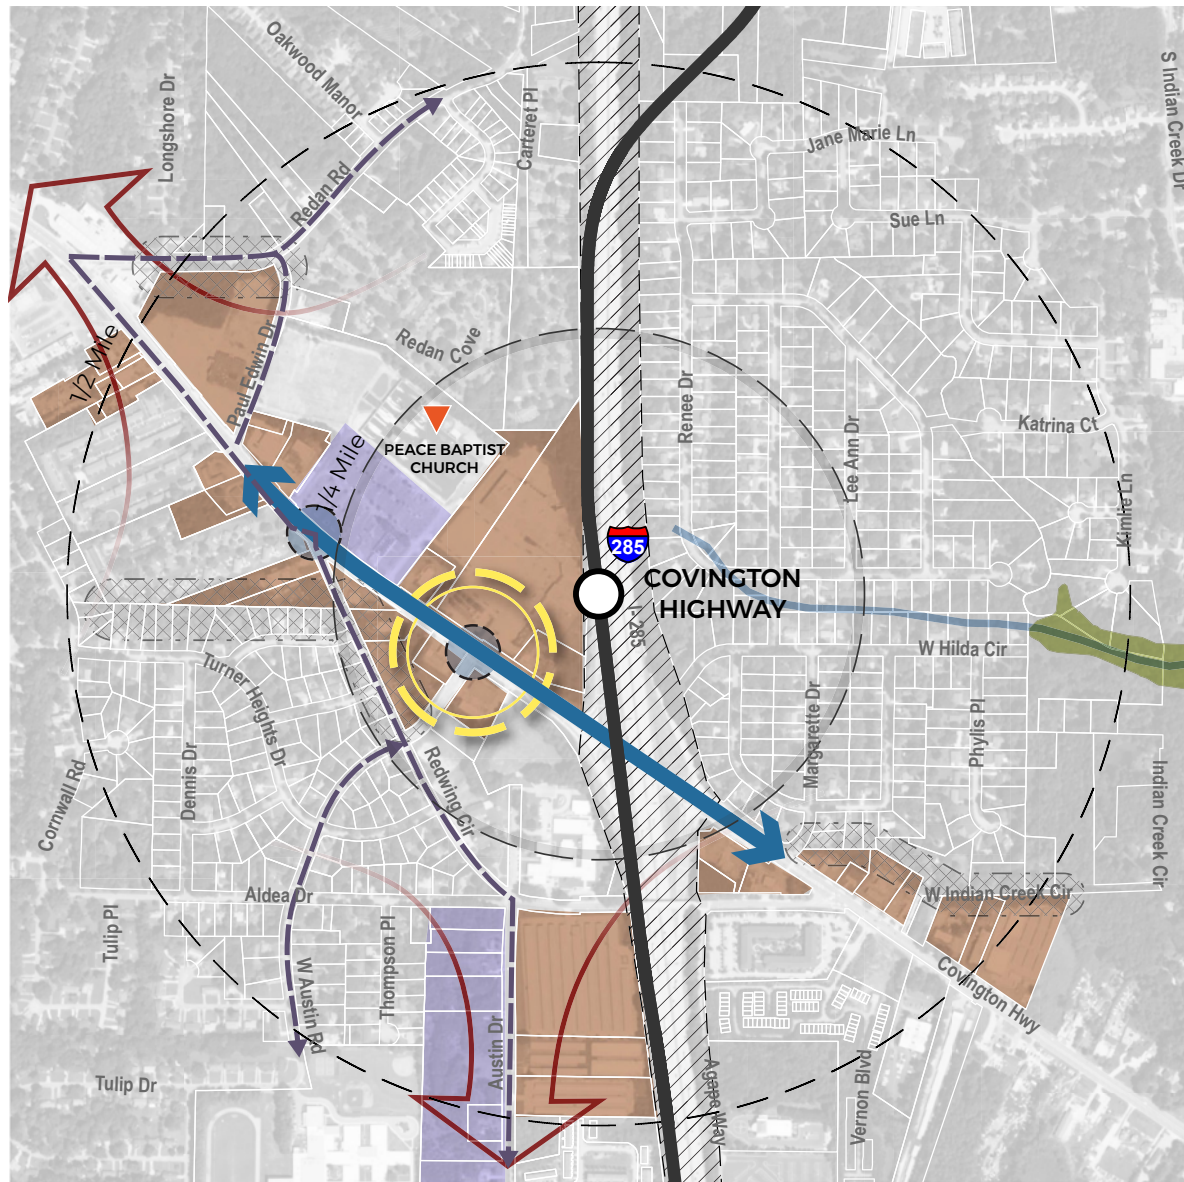 Oakwood Manor
Longshore Dr
Carteret Pl
S Indian Creek Dr
Jane Marie Ln
Redan Rd
Sue Ln
1/2 Mile
Paul Edwin Dr
Redan Cove
Renee Dr
Lee Ann Dr
Katrina Ct
PEACE BAPTIST
CHURCH
1/4 Mile
Kimlie Ln
285
COVINGTON
HIGHWAY
I-285
W Hilda Cir
Turner Heights Dr
Margarette Dr
Phylis Pl
Cornwall Rd
Dennis Dr
Redwing Cir
Indian Creek Cir
Aldea Dr
W Indian Creek Cir
Tulip Pl
Thompson Pl
W Austin Rd
Covington Hwy
Austin Dr
Tulip Dr
Agape Way
Vernon Blvd